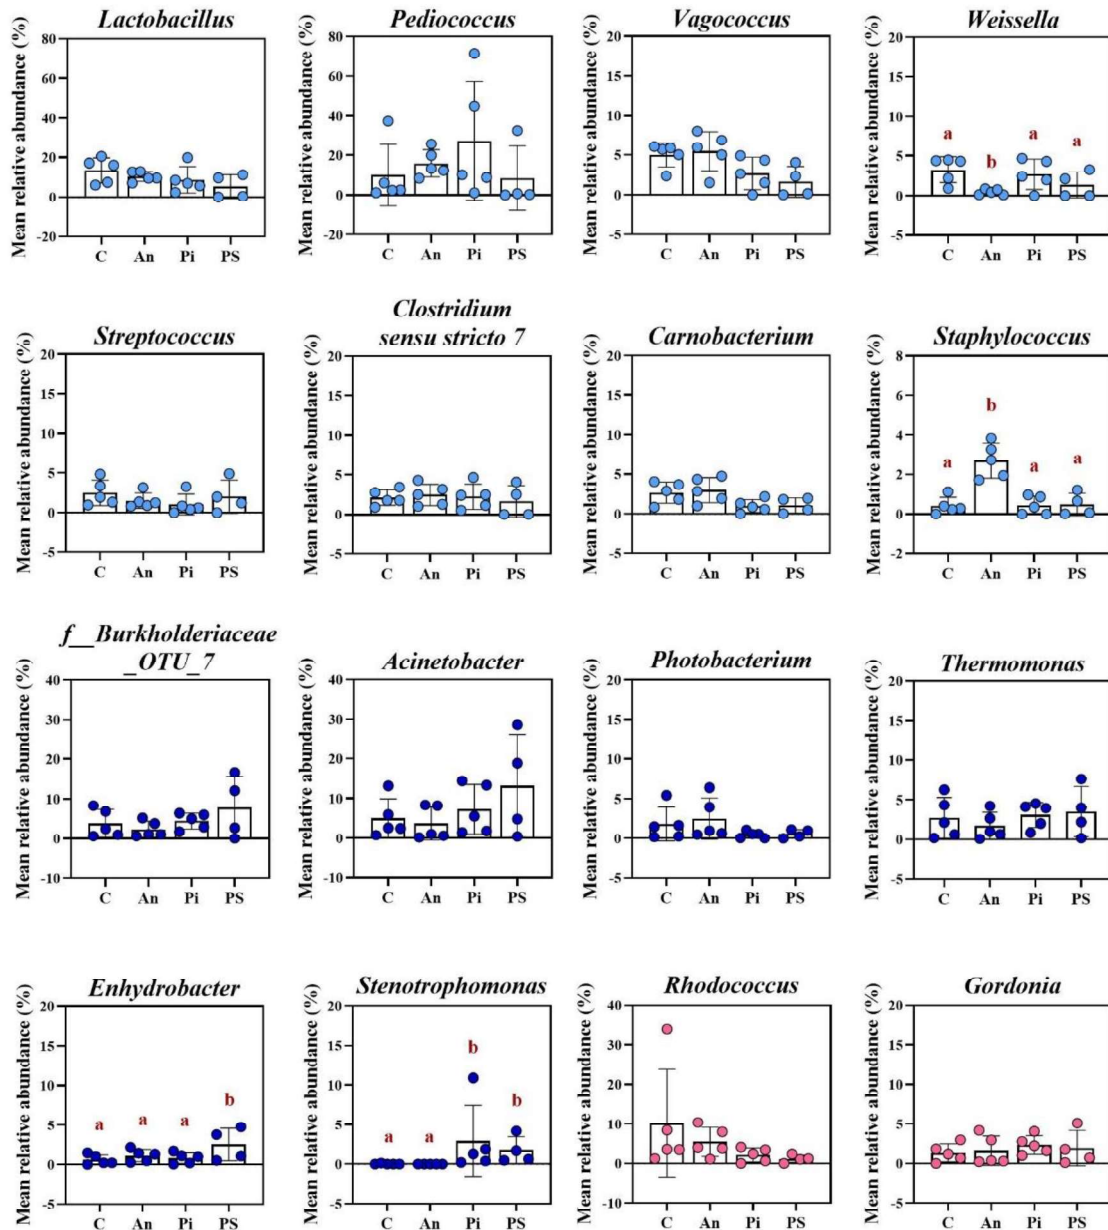 Lactobacillus
Mean relative abundance (%)
80
60
40
20
0
-20
C An Pi PS
Pediococcus
Mean relative abundance (%)
80
60
40
20
0
-20
C An Pi PS
Vagococcus
Mean relative abundance (%)
20
15
10
5
0
-5
C An Pi PS
Weissella
Mean relative abundance (%)
20
15
10
5
0
-5
a b a a
C An Pi PS
Streptococcus
Mean relative abundance (%)
20
15
10
5
0
-5
C An Pi PS
Clostridium
sensu stricto 7
Mean relative abundance (%)
20
15
10
5
0
-5
C An Pi PS
Carnobacterium
Mean relative abundance (%)
20
15
10
5
0
-5
C An Pi PS
Staphylococcus
Mean relative abundance (%)
8
6
4
2
0
-2
a b a a
C An Pi PS
f__Burkholderiaceae
_OTU_7
Mean relative abundance (%)
40
30
20
10
0
-10
C An Pi PS
Acinetobacter
Mean relative abundance (%)
40
30
20
10
0
-10
C An Pi PS
Photobacterium
Mean relative abundance (%)
20
15
10
5
0
-5
C An Pi PS
Thermomonas
Mean relative abundance (%)
20
15
10
5
0
-5
C An Pi PS
Enhydrobacter
Mean relative abundance (%)
20
15
10
5
0
-5
a a a b
C An Pi PS
Stenotrophomonas
Mean relative abundance (%)
20
15
10
5
0
-5
a a b b
C An Pi PS
Rhodococcus
Mean relative abundance (%)
40
30
20
10
0
-10
C An Pi PS
Gordonia
Mean relative abundance (%)
20
15
10
5
0
-5
C An Pi PS